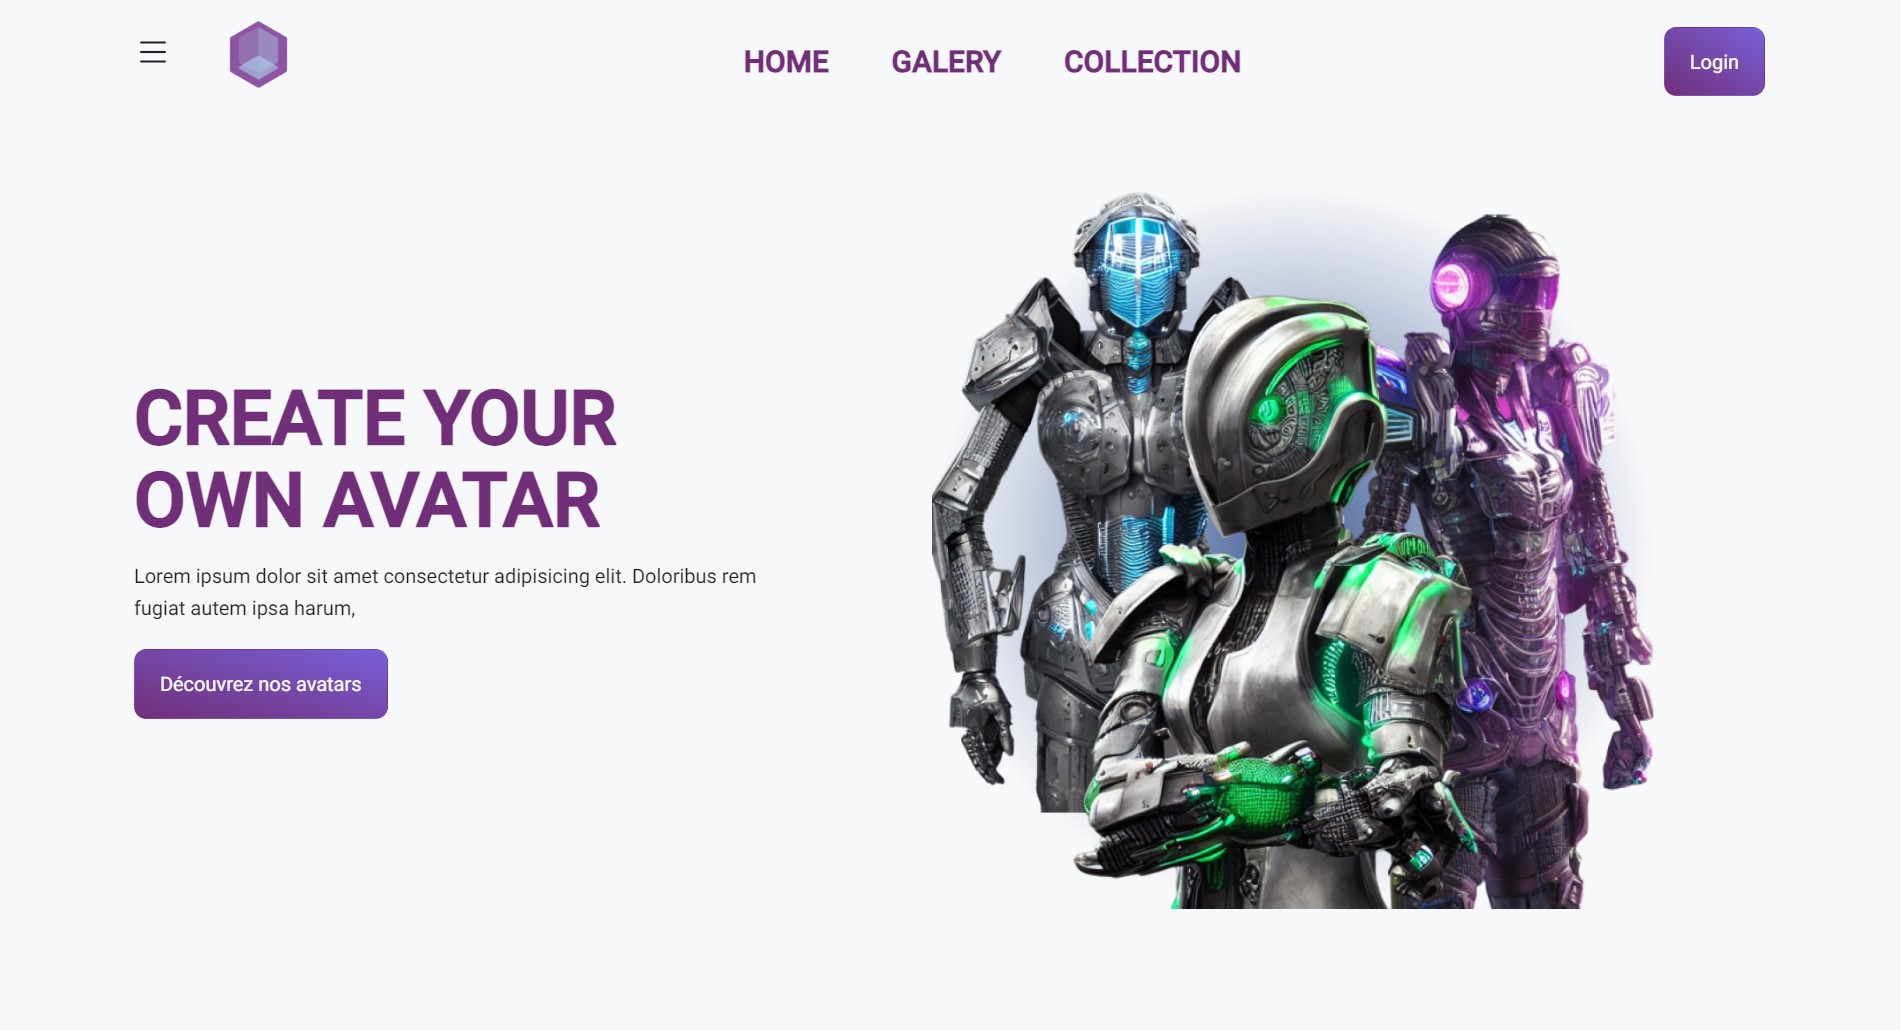 HOME
GALERY
COLLECTION
Login
CREATE YOUR
OWN AVATAR
Lorem ipsum dolor sit amet consectetur adipisicing elit. Doloribus rem
fugiat autem ipsa harum,
Découvrez nos avatars